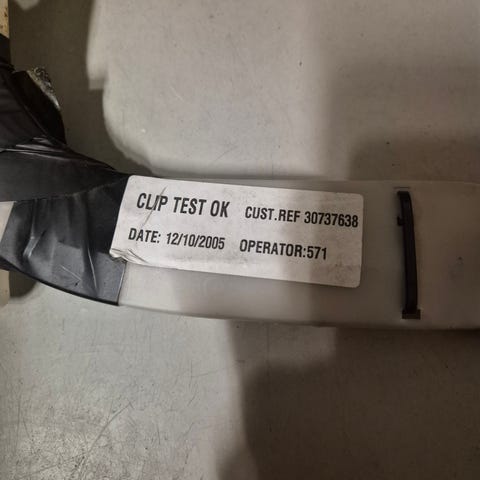 CLIP TEST OK CUST.REF 30737638
DATE: 12/10/2005 OPERATOR:571